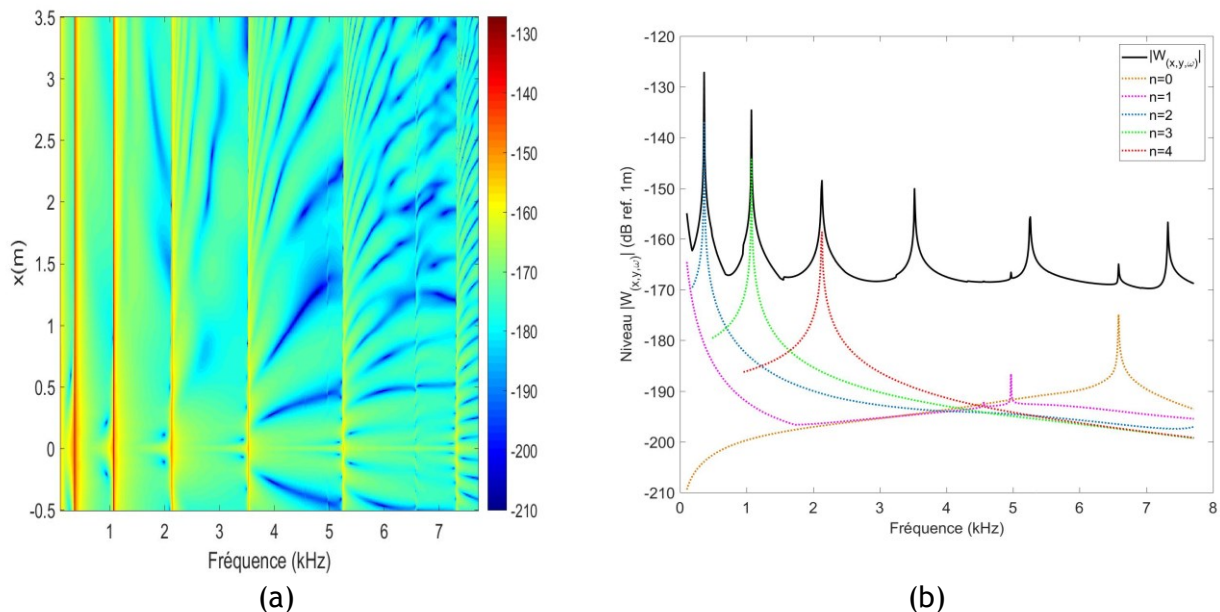 3.5
3
2.5
2
1.5
1
0.5
0
-0.5
x(m)
1 2 3 4 5 6 7
Fréquence (kHz)
-130
-140
-150
-160
-170
-180
-190
-200
-210
(a)
-120
-130
-140
-150
-160
-170
-180
-190
-200
-210
Niveau |W(x,y,ω)| (dB ref. 1m)
0 1 2 3 4 5 6 7 8
Fréquence (kHz)
|W(x,y,ω)|
n=0
n=1
n=2
n=3
n=4
(b)